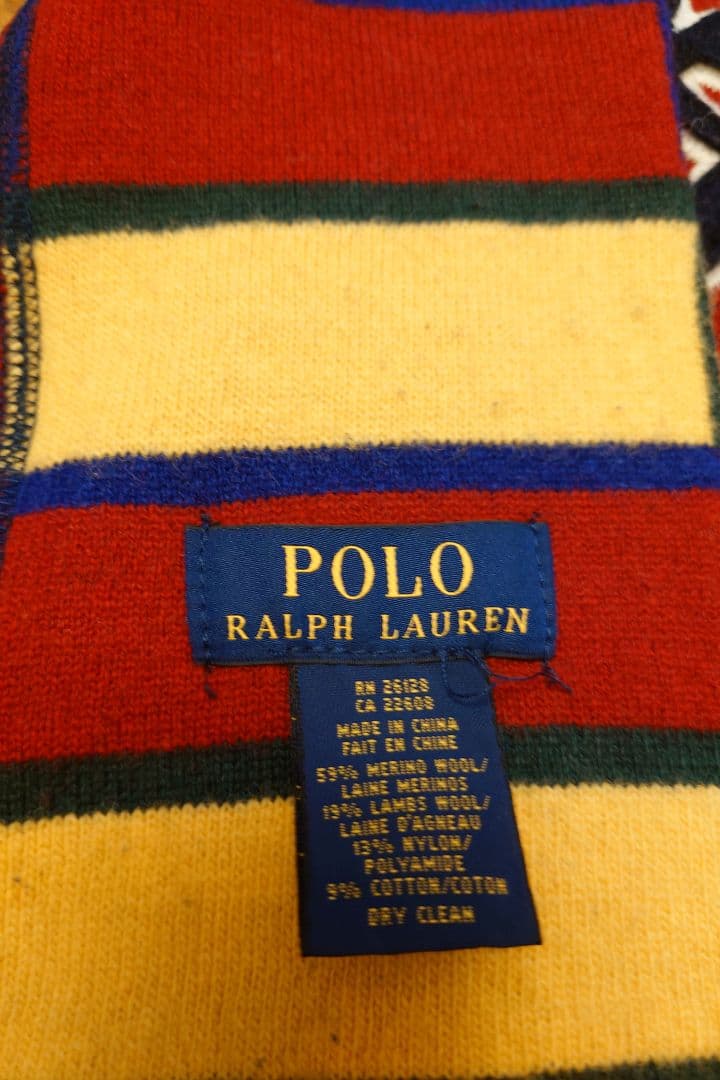 POLO
RALPH LAUREN
RN 26128
CA 22608
MADE IN CHINA
FAIT EN CHINE
59% MERINO WOOL/
LAINE MERINOS
19% LAMBS WOOL/
LAINE D'AGNEAU
13% NYLON/
POLYAMIDE
9% COTTON/COTON
DRY CLEAN